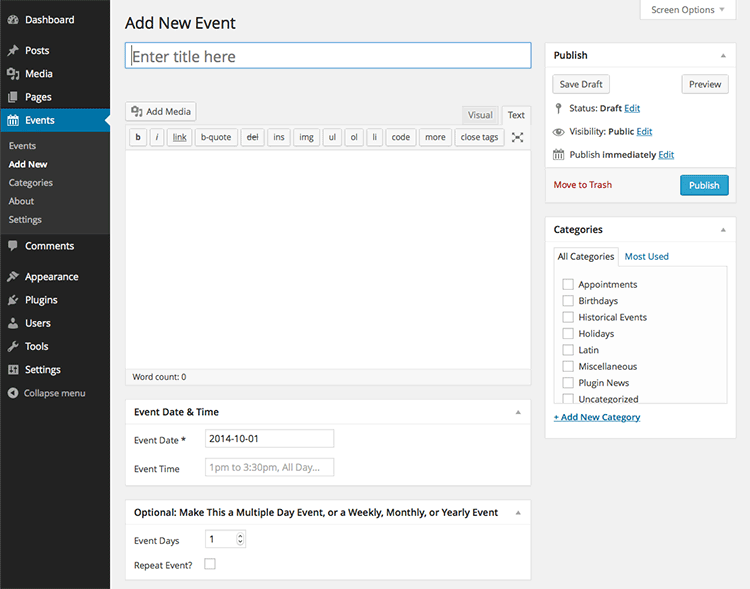 Dashboard
Posts
Media
Pages
Events
Events
Add New
Categories
About
Settings
Comments
Appearance
Plugins
Users
Tools
Settings
Collapse menu
Screen Options
Add New Event
Enter title here
Add Media
Visual Text
b i link b-quote del ins img ul ol li code more close tags
Word count: 0
Event Date & Time
Event Date * 2014-10-01
Event Time 1pm to 3:30pm, All Day...
Optional: Make This a Multiple Day Event, or a Weekly, Monthly, or Yearly Event
Event Days 1
Repeat Event?
Publish
Save Draft Preview
Status: Draft Edit
Visibility: Public Edit
Publish immediately Edit
Move to Trash Publish
Categories
All Categories Most Used
Appointments
Birthdays
Historical Events
Holidays
Latin
Miscellaneous
Plugin News
Uncategorized
+ Add New Category